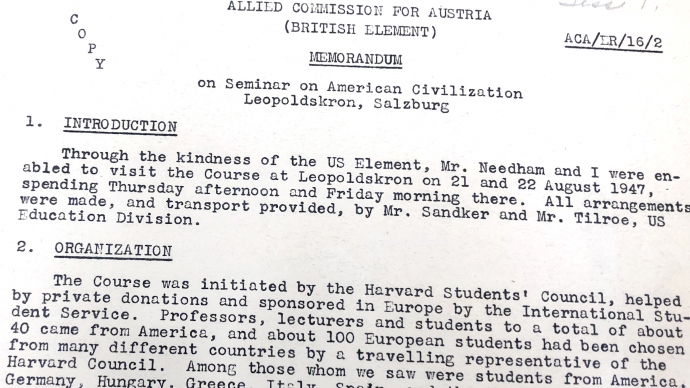 ALLIED COMMISSION FOR AUSTRIA
(BRITISH ELEMENT)
COPY
ACA/ER/16/2
MEMORANDUM
on Seminar on American Civilization
Leopoldskron, Salzburg
1. INTRODUCTION
Through the kindness of the US Element, Mr. Needham and I were en-
abled to visit the Course at Leopoldskron on 21 and 22 August 1947,
spending Thursday afternoon and Friday morning there. All arrangements
were made, and transport provided, by Mr. Sandker and Mr. Tilroe, US
Education Division.
2. ORGANIZATION
The Course was initiated by the Harvard Students' Council, helped
by private donations and sponsored in Europe by the International Stu-
dent Service. Professors, lecturers and students to a total of about
40 came from America, and about 100 European students had been chosen
from many different countries by a travelling representative of the
Harvard Council. Among those whom we saw were students from America,
Germany, Hungary, Greece, Italy,